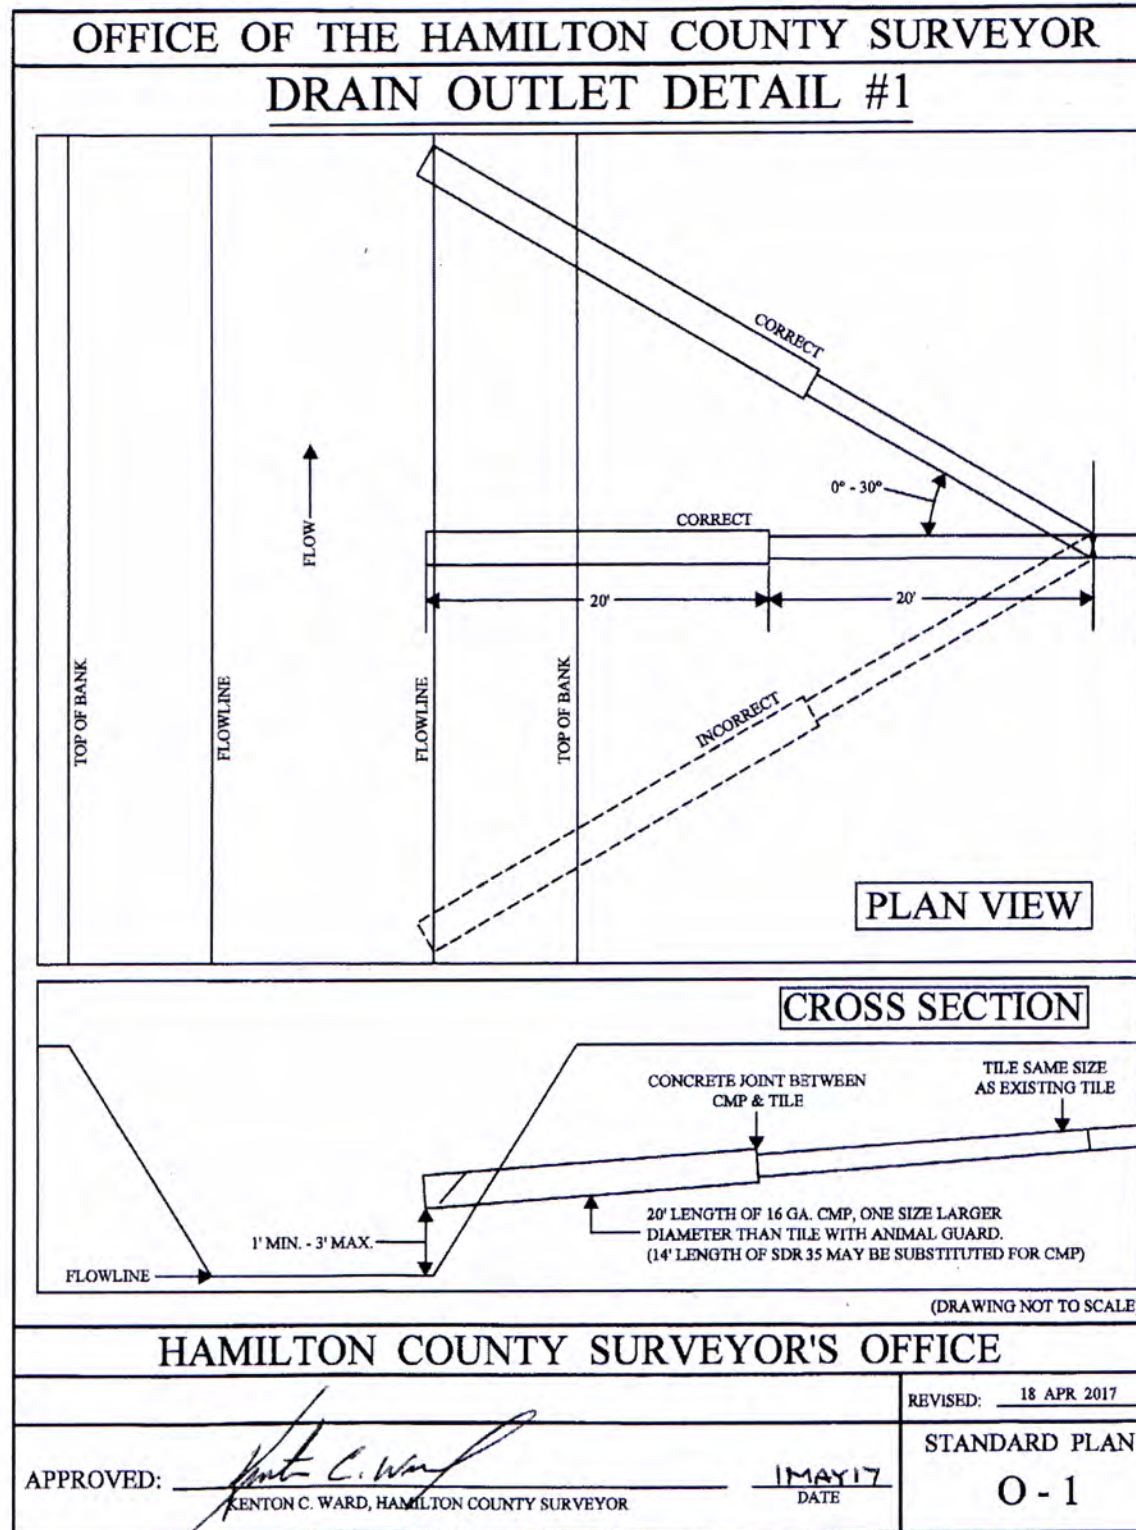 OFFICE OF THE HAMILTON COUNTY SURVEYOR
DRAIN OUTLET DETAIL #1
CORRECT
0° - 30°
CORRECT
FLOW
20'
20'
TOP OF BANK
FLOWLINE
FLOWLINE
TOP OF BANK
INCORRECT
PLAN VIEW
CROSS SECTION
CONCRETE JOINT BETWEEN
CMP & TILE
TILE SAME SIZE
AS EXISTING TILE
1' MIN. - 3' MAX.
20' LENGTH OF 16 GA. CMP, ONE SIZE LARGER
DIAMETER THAN TILE WITH ANIMAL GUARD.
(14' LENGTH OF SDR 35 MAY BE SUBSTITUTED FOR CMP)
FLOWLINE
(DRAWING NOT TO SCALE
HAMILTON COUNTY SURVEYOR'S OFFICE
REVISED: 18 APR 2017
APPROVED: Kenton C. Ward
KENTON C. WARD, HAMILTON COUNTY SURVEYOR
1MAY17
DATE
STANDARD PLAN
O - 1